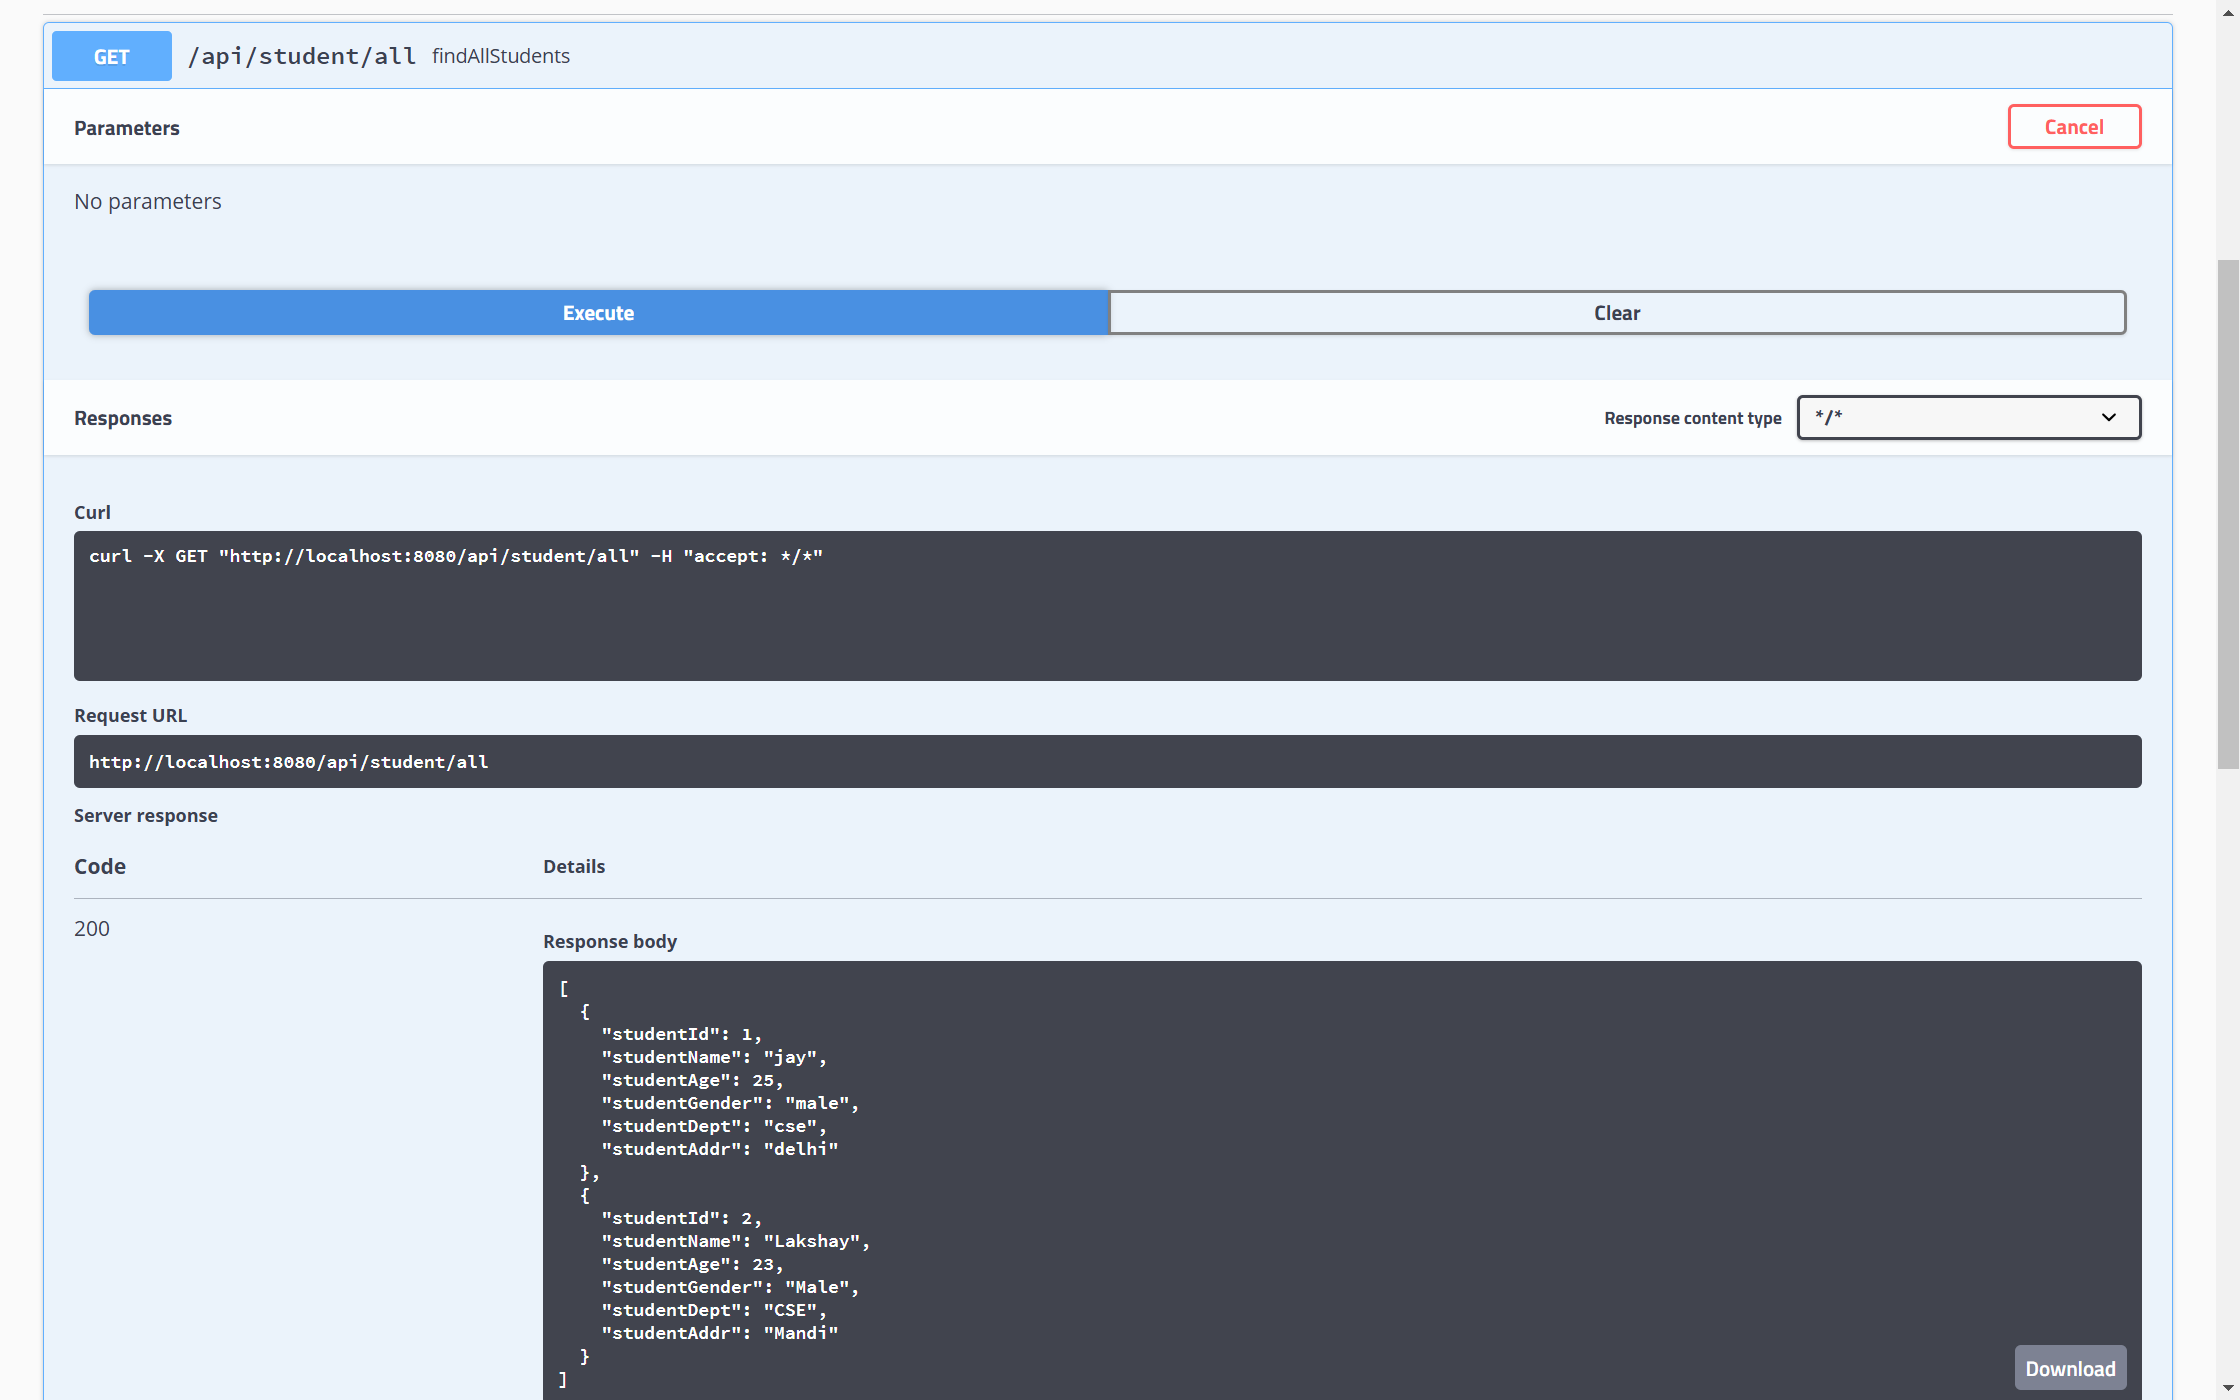 GET /api/student/all findAllStudents
Parameters
Cancel
No parameters
Execute
Clear
Responses
Response content type
*/*
Curl
curl -X GET "http://localhost:8080/api/student/all" -H "accept: */*"
Request URL
http://localhost:8080/api/student/all
Server response
Code
Details
200
Response body
[
  {
    "studentId": 1,
    "studentName": "jay",
    "studentAge": 25,
    "studentGender": "male",
    "studentDept": "cse",
    "studentAddr": "delhi"
  },
  {
    "studentId": 2,
    "studentName": "Lakshay",
    "studentAge": 23,
    "studentGender": "Male",
    "studentDept": "CSE",
    "studentAddr": "Mandi"
  }
]
Download